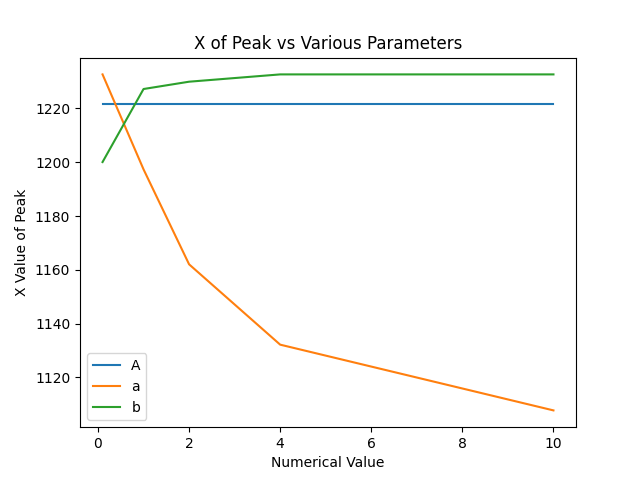 X of Peak vs Various Parameters
X Value of Peak
1220
1200
1180
1160
1140
1120
A
a
b
0 2 4 6 8 10
Numerical Value